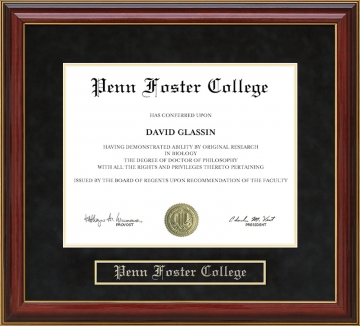 Penn Foster College
HAS CONFERRED UPON
DAVID GLASSIN
HAVING DEMONSTRATED ABILITY BY ORIGINAL RESEARCH
IN BIOLOGY
THE DEGREE OF DOCTOR OF PHILOSOPHY
WITH ALL THE RIGHTS AND PRIVILEGES THERETO PERTAINING
ISSUED BY THE BOARD OF REGENTS UPON RECOMMENDATION OF THE FACULTY
PROVOST
PRESIDENT
Penn Foster College